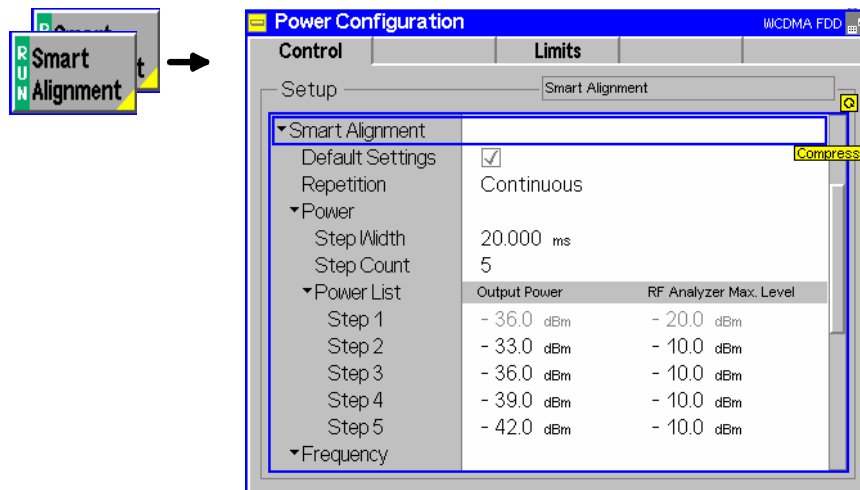 RUN Smart Alignment
Power Configuration WCDMA FDD
Control Limits
Setup Smart Alignment
Q
Smart Alignment
Compress
Default Settings
Repetition Continuous
Power
Step Width 20.000 ms
Step Count 5
Power List Output Power RF Analyzer Max. Level
Step 1 - 36.0 dBm - 20.0 dBm
Step 2 - 33.0 dBm - 10.0 dBm
Step 3 - 36.0 dBm - 10.0 dBm
Step 4 - 39.0 dBm - 10.0 dBm
Step 5 - 42.0 dBm - 10.0 dBm
Frequency